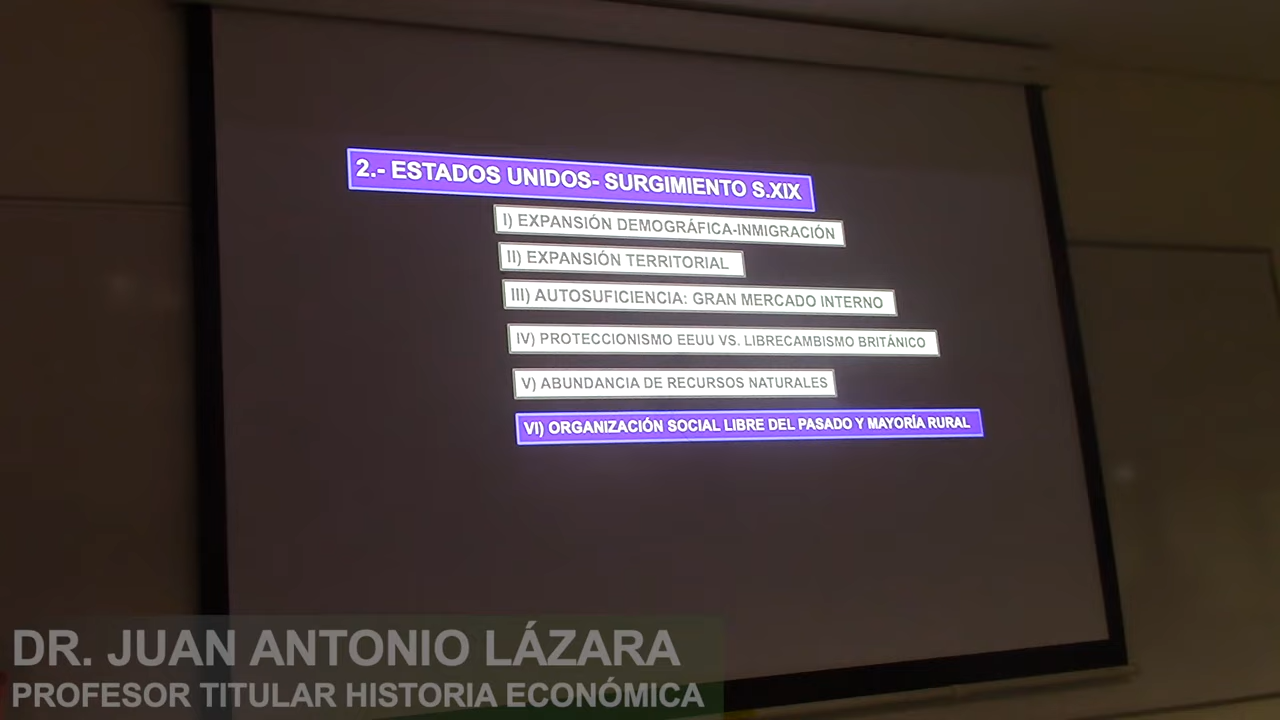 2.- ESTADOS UNIDOS- SURGIMIENTO S.XIX
I) EXPANSIÓN DEMOGRÁFICA-INMIGRACIÓN
II) EXPANSIÓN TERRITORIAL
III) AUTOSUFICIENCIA: GRAN MERCADO INTERNO
IV) PROTECCIONISMO EEUU VS. LIBRECAMBISMO BRITÁNICO
V) ABUNDANCIA DE RECURSOS NATURALES
VI) ORGANIZACIÓN SOCIAL LIBRE DEL PASADO Y MAYORÍA RURAL
DR. JUAN ANTONIO LÁZARA
PROFESOR TITULAR HISTORIA ECONÓMICA